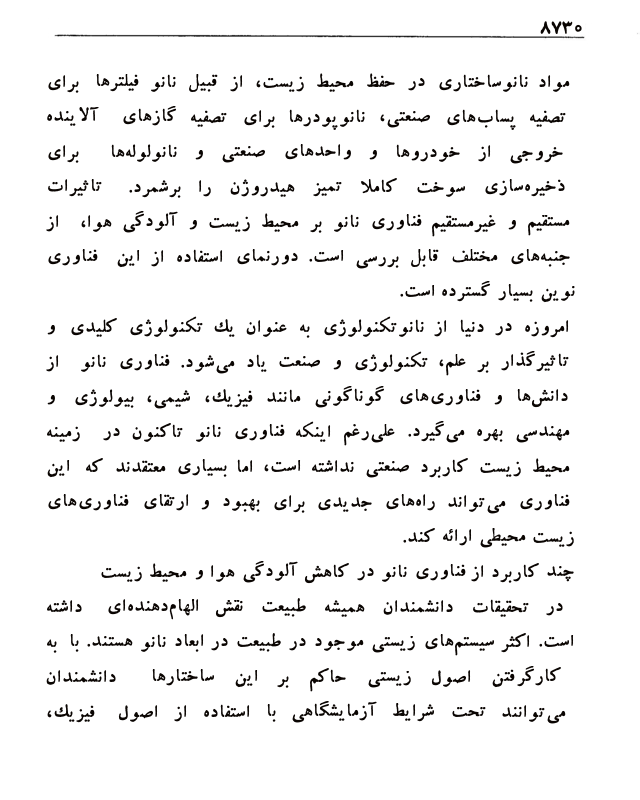 ۸۷۳۰
مواد نانوساختاری در حفظ محیط زیست، از قبیل نانو فیلترها برای
تصفیه پساب‌های صنعتی، نانوپودرها برای تصفیه گازهای آلاینده
خروجی از خودروها و واحدهای صنعتی و نانولوله‌ها برای
ذخیره‌سازی سوخت کاملا تمیز هیدروژن را برشمرد. تاثیرات
مستقیم و غیرمستقیم فناوری نانو بر محیط زیست و آلودگی هوا، از
جنبه‌های مختلف قابل بررسی است. دورنمای استفاده از این فناوری
نوین بسیار گسترده است.
امروزه در دنیا از نانوتکنولوژی به عنوان یك تکنولوژی کلیدی و
تاثیرگذار بر علم، تکنولوژی و صنعت یاد می‌شود. فناوری نانو از
دانش‌ها و فناوری‌های گوناگونی مانند فیزیك، شیمی، بیولوژی و
مهندسی بهره می‌گیرد. علی‌رغم اینکه فناوری نانو تاکنون در زمینه
محیط زیست کاربرد صنعتی نداشته است، اما بسیاری معتقدند که این
فناوری می‌تواند راه‌های جدیدی برای بهبود و ارتقای فناوری‌های
زیست محیطی ارائه کند.
چند کاربرد از فناوری نانو در کاهش آلودگی هوا و محیط زیست
در تحقیقات دانشمندان همیشه طبیعت نقش الهام‌دهنده‌ای داشته
است. اکثر سیستم‌های زیستی موجود در طبیعت در ابعاد نانو هستند. با به
کارگرفتن اصول زیستی حاکم بر این ساختارها دانشمندان
می‌توانند تحت شرایط آزمایشگاهی با استفاده از اصول فیزیك،